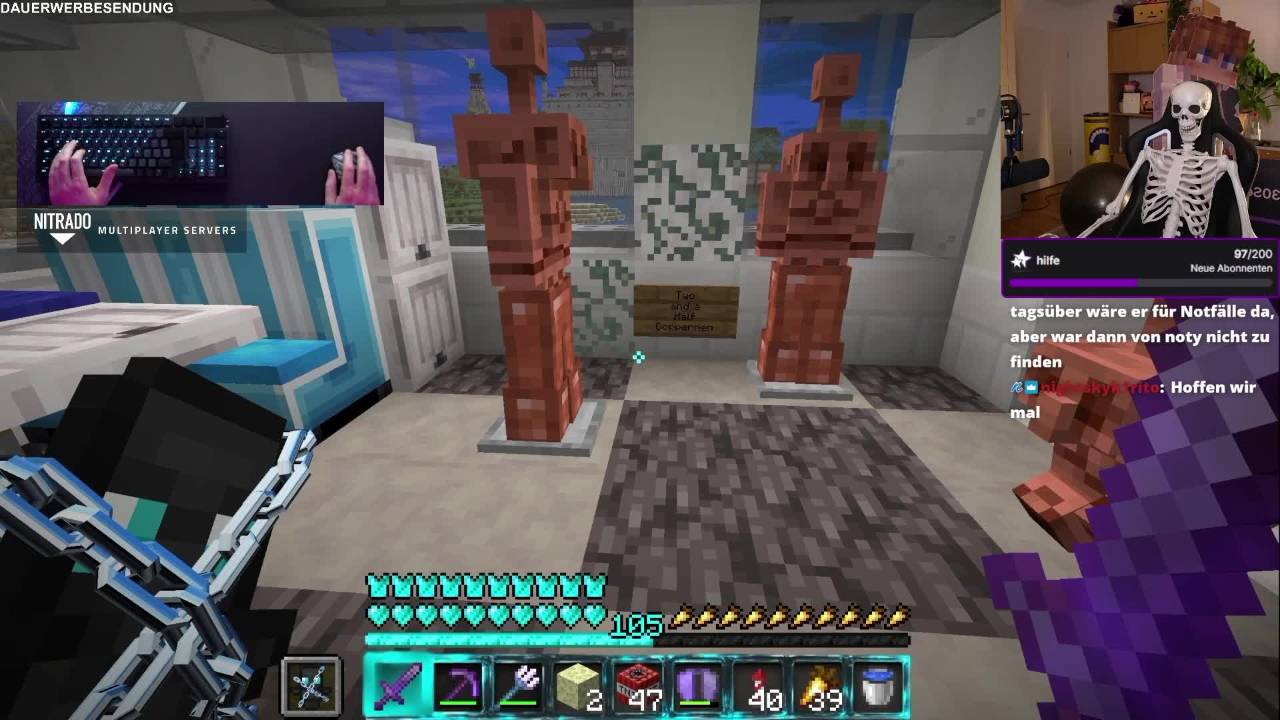 DAUERWERBESENDUNG
NITRADO
MULTIPLAYER SERVERS
hilfe
97/200
Neue Abonnenten
tagsüber wäre er für Notfälle da,
aber war dann von noty nicht zu
finden
: Hoffen wir
mal
Two
and a
Half
Coppermen
105
2
47
40
39